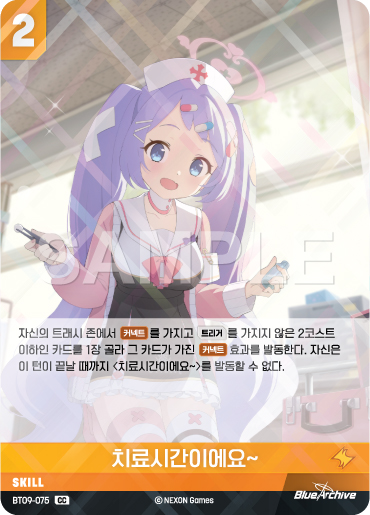 2
SAMPLE
자신의 트래시 존에서 커넥트 를 가지고 트리거 를 가지지 않은 2코스트
이하인 카드를 1장 골라 그 카드가 가진 커넥트 효과를 발동한다. 자신은
이 턴이 끝날 때까지 <치료시간이에요~>를 발동할 수 없다.
치료시간이에요~
SKILL
BT09-075 CC
© NEXON Games
BlueArchive